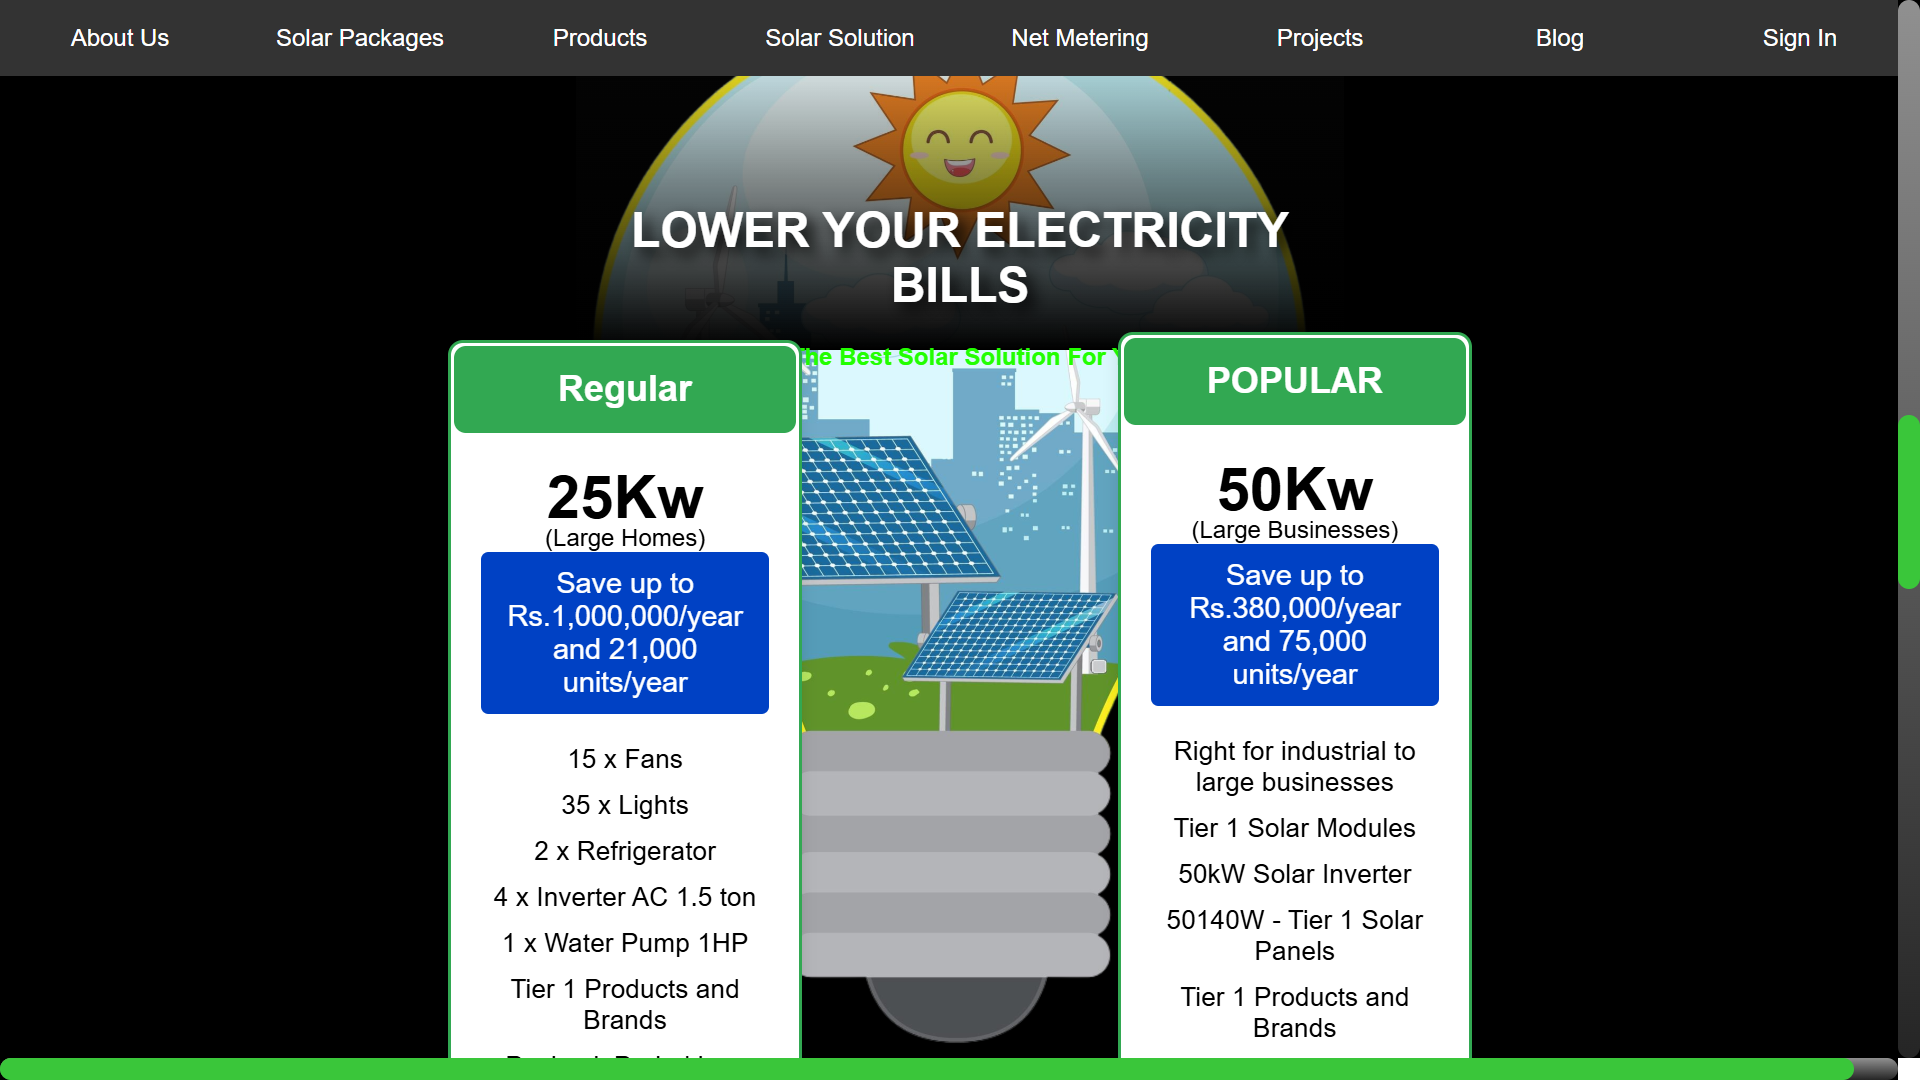 About Us
Solar Packages
Products
Solar Solution
Net Metering
Projects
Blog
Sign In
LOWER YOUR ELECTRICITY
BILLS
he Best Solar Solution For
Regular
25Kw
(Large Homes)
Save up to
Rs.1,000,000/year
and 21,000
units/year
15 x Fans
35 x Lights
2 x Refrigerator
4 x Inverter AC 1.5 ton
1 x Water Pump 1HP
Tier 1 Products and
Brands
POPULAR
50Kw
(Large Businesses)
Save up to
Rs.380,000/year
and 75,000
units/year
Right for industrial to
large businesses
Tier 1 Solar Modules
50kW Solar Inverter
50140W - Tier 1 Solar
Panels
Tier 1 Products and
Brands